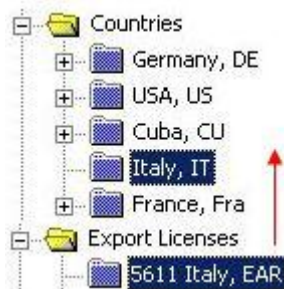 Countries
Germany, DE
USA, US
Cuba, CU
Italy, IT
France, Fra
Export Licenses
5611 Italy, EAR